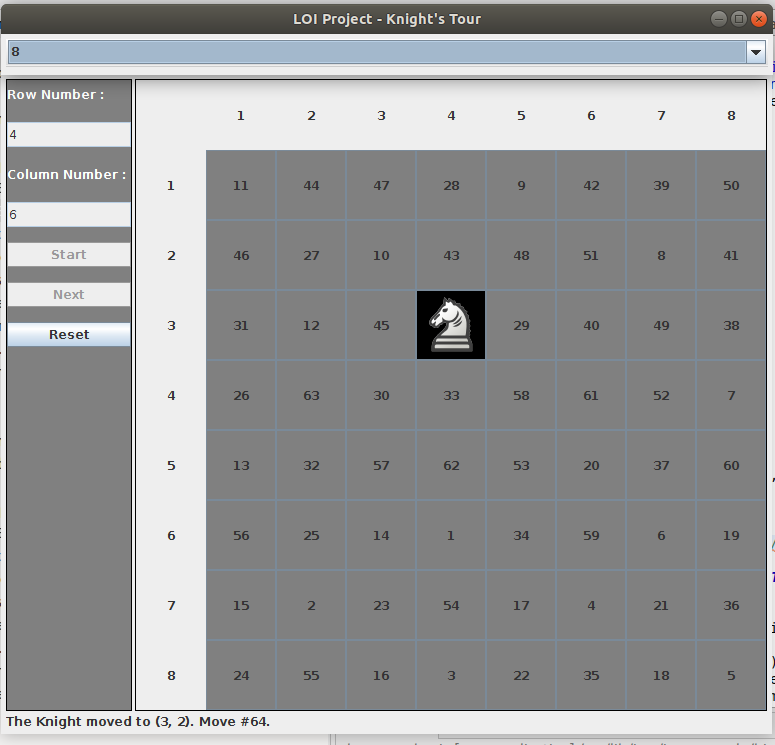 LOI Project - Knight's Tour
8
Row Number :
4
Column Number :
6
Start
Next
Reset
1 2 3 4 5 6 7 8
1 11 44 47 28 9 42 39 50
2 46 27 10 43 48 51 8 41
3 31 12 45 29 40 49 38
4 26 63 30 33 58 61 52 7
5 13 32 57 62 53 20 37 60
6 56 25 14 1 34 59 6 19
7 15 2 23 54 17 4 21 36
8 24 55 16 3 22 35 18 5
The Knight moved to (3, 2). Move #64.